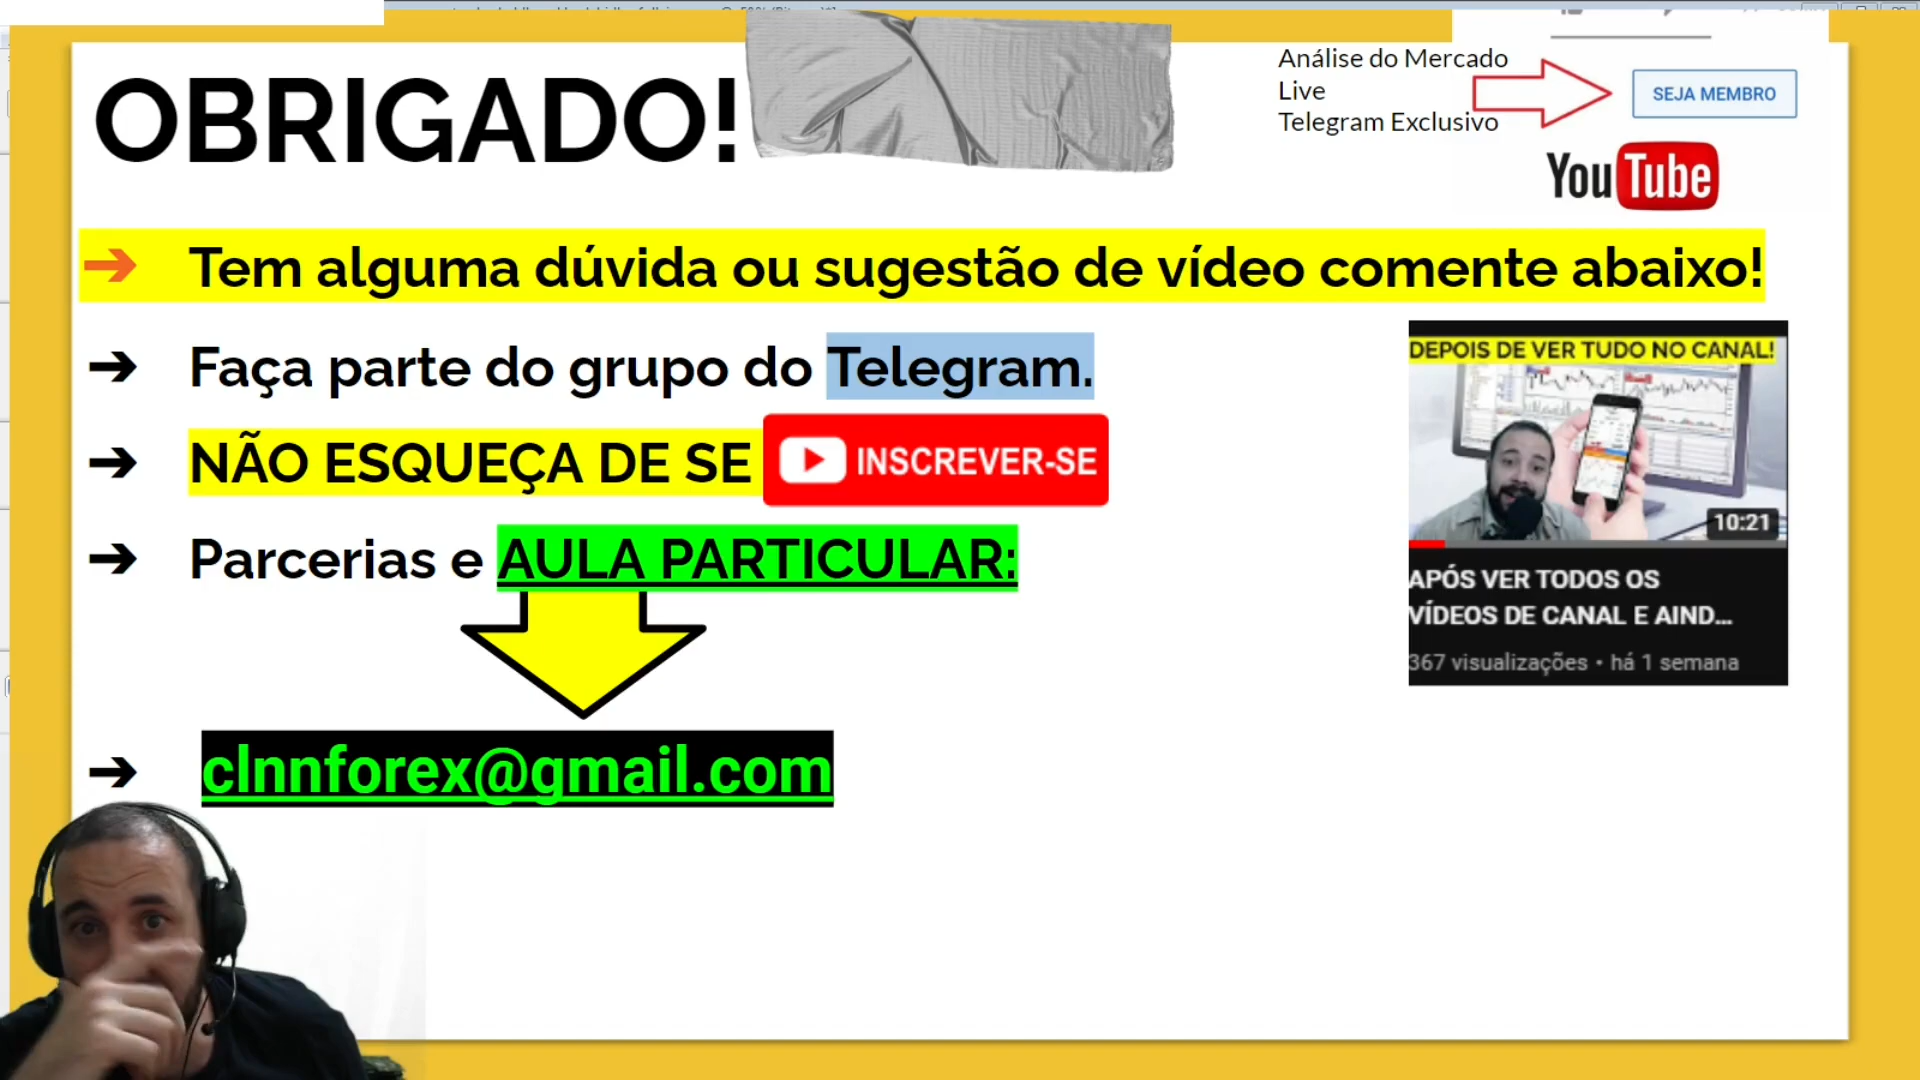 OBRIGADO!
Análise do Mercado
Live
Telegram Exclusivo
SEJA MEMBRO
YouTube
➔ Tem alguma dúvida ou sugestão de vídeo comente abaixo!
➔ Faça parte do grupo do Telegram.
➔ NÃO ESQUEÇA DE SE INSCREVER-SE
➔ Parcerias e AULA PARTICULAR:
➔ clnnforex@gmail.com
DEPOIS DE VER TUDO NO CANAL!
10:21
APÓS VER TODOS OS
VÍDEOS DE CANAL E AIND...
367 visualizações • há 1 semana